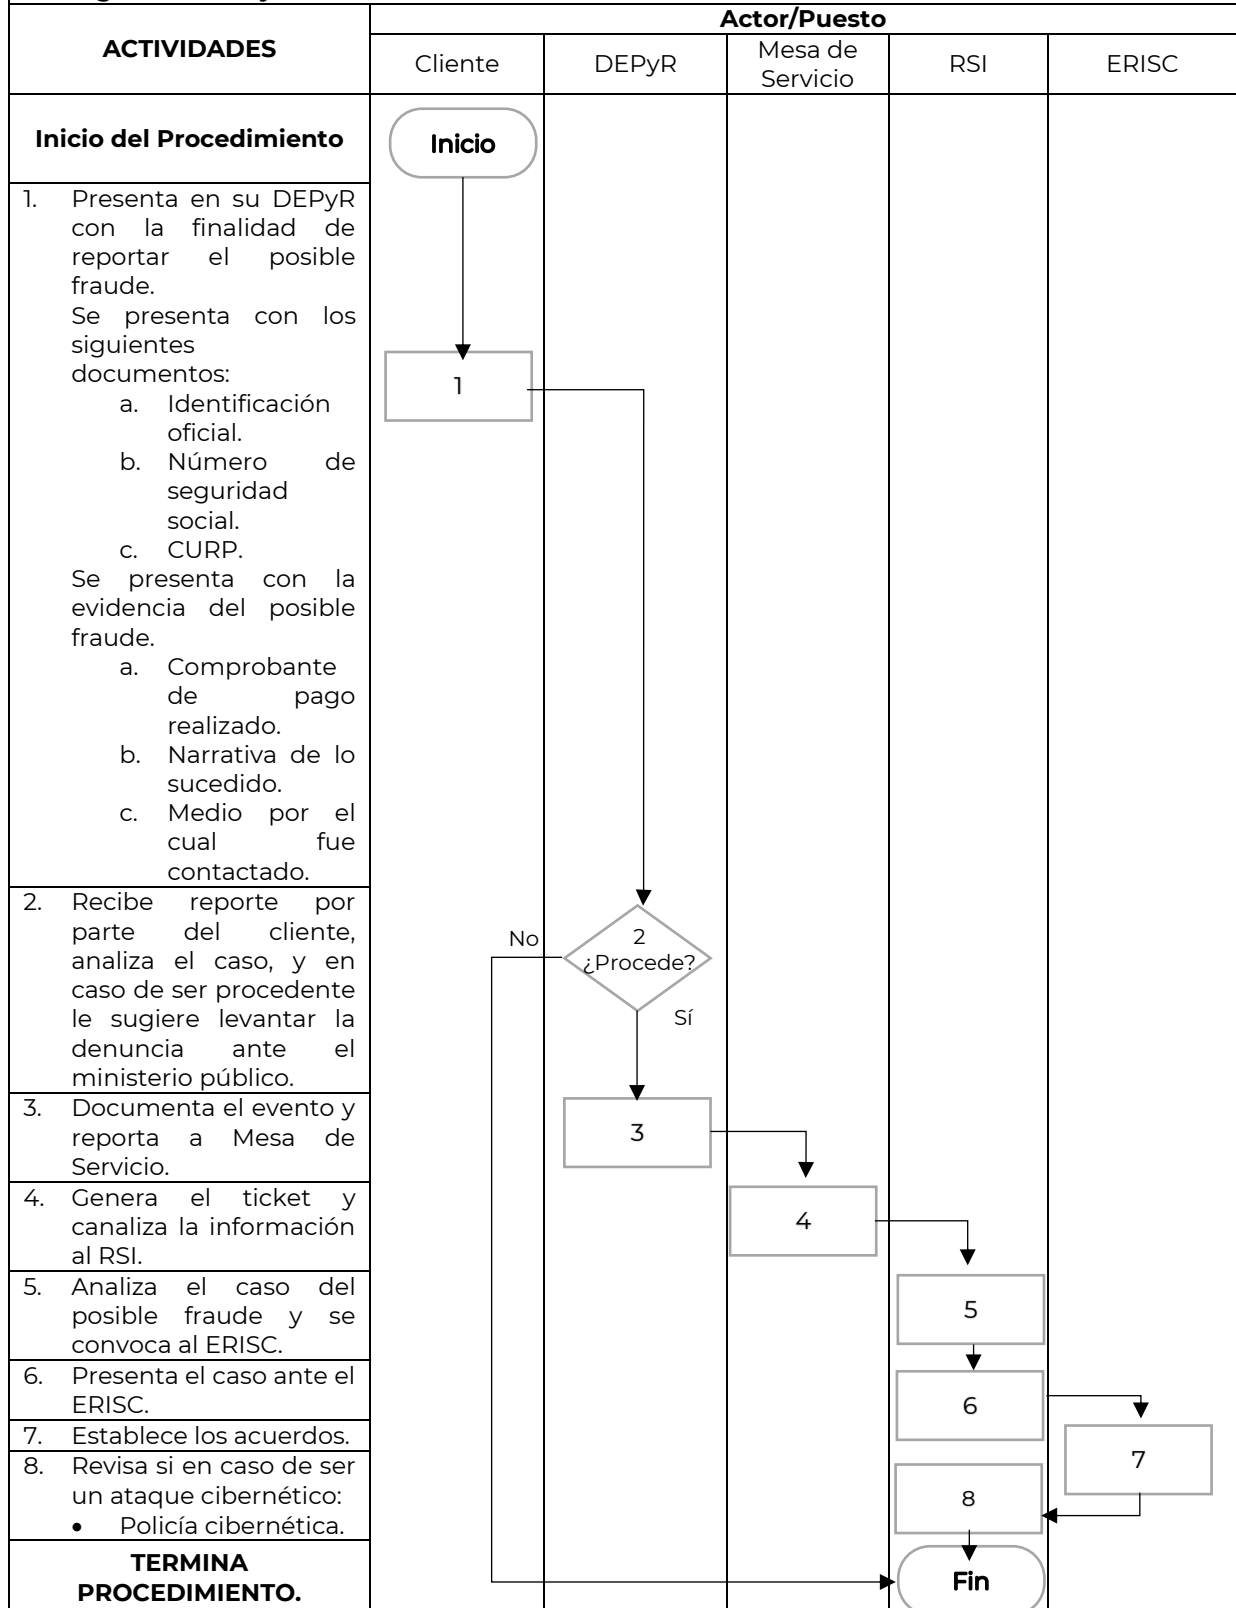 Actor/Puesto
ACTIVIDADES
Cliente
DEPyR
Mesa de
Servicio
RSI
ERISC
Inicio del Procedimiento
Inicio
1. Presenta en su DEPyR
con la finalidad de
reportar el posible
fraude.
Se presenta con los
siguientes
documentos:
a. Identificación
oficial.
b. Número de
seguridad
social.
c. CURP.
Se presenta con la
evidencia del posible
fraude.
a. Comprobante
de pago
realizado.
b. Narrativa de lo
sucedido.
c. Medio por el
cual fue
contactado.
1
2. Recibe reporte por
parte del cliente,
analiza el caso, y en
caso de ser procedente
le sugiere levantar la
denuncia ante el
ministerio público.
No
2
¿Procede?
Sí
3. Documenta el evento y
reporta a Mesa de
Servicio.
3
4. Genera el ticket y
canaliza la información
al RSI.
4
5. Analiza el caso del
posible fraude y se
convoca al ERISC.
5
6. Presenta el caso ante el
ERISC.
6
7. Establece los acuerdos.
7
8. Revisa si en caso de ser
un ataque cibernético:
• Policía cibernética.
8
TERMINA
PROCEDIMIENTO.
Fin